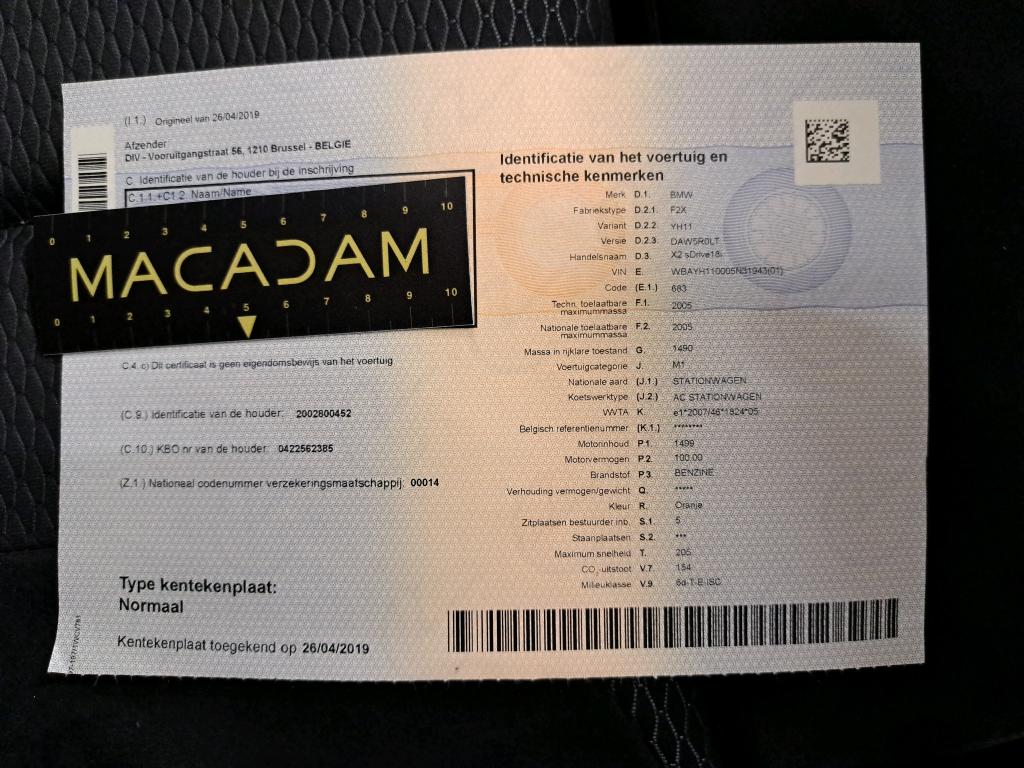 (I.1.) Origineel van 26/04/2019
Afzender
DIV - Vooruitgangstraat 56, 1210 Brussel - BELGIE
C. Identificatie van de houder bij de inschrijving
C.1.1.+C1.2 Naam/Name
0 1 2 3 4 5 6 7 8 9 10
MACADAM
0 1 2 3 4 5 6 7 8 9 10
C.4. c) Dit certificaat is geen eigendomsbewijs van het voertuig
(C.9.) Identificatie van de houder: 2002800452
(C.10.) KBO nr van de houder: 0422562385
(Z.1.) Nationaal codenummer verzekeringsmaatschappij: 00014
Type kentekenplaat:
Normaal
Kentekenplaat toegekend op 26/04/2019
Identificatie van het voertuig en
technische kenmerken
Merk D.1. BMW
Fabriekstype D.2.1. F2X
Variant D.2.2. YH11
Versie D.2.3. DAW5R0LT
Handelsnaam D.3. X2 sDrive18i
VIN E. WBAYH110005N31943(01)
Code (E.1.) 683
Techn. toelaatbare F.1. 2005
maximummassa
Nationale toelaatbare F.2. 2005
maximummassa
Massa in rijklare toestand G. 1490
Voertuigcategorie J. M1
Nationale aard (J.1.) STATIONWAGEN
Koetswerktype (J.2.) AC STATIONWAGEN
VVTA K. e1*2007/46*1824*05
Belgisch referentienummer (K.1.) ********
Motorinhoud P.1. 1499
Motorvermogen P.2. 100.00
Brandstof P.3. BENZINE
Verhouding vermogen/gewicht Q. *****
Kleur R. Oranje
Zitplaatsen bestuurder inb. S.1. 5
Staanplaatsen S.2. ***
Maximum snelheid T. 205
CO₂-uitstoot V.7. 154
Milieuklasse V.9. 6d-T-E-ISC